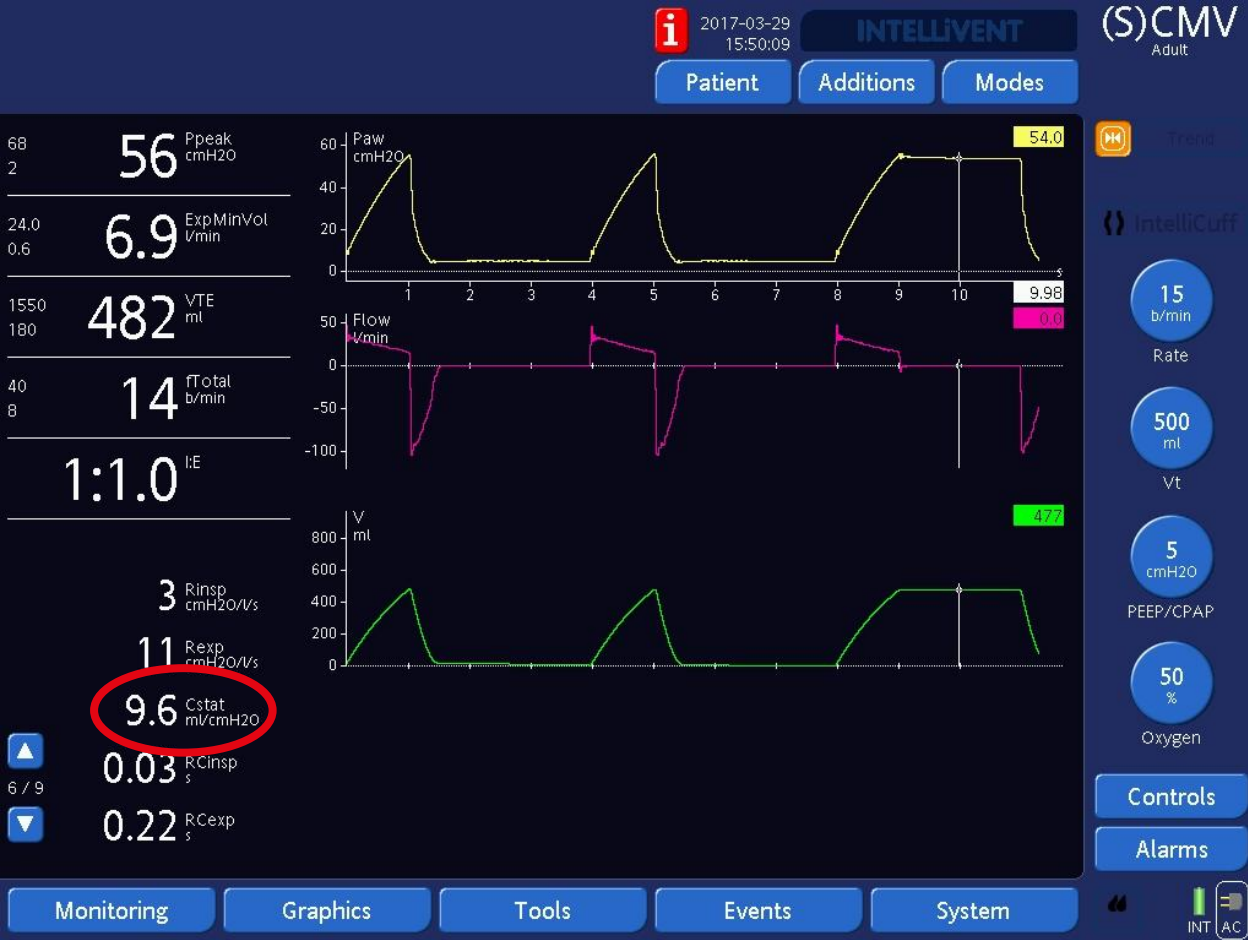 2017-03-29
15:50:09
INTELLiVENT
(S)CMV
Adult
Patient
Additions
Modes
68
2
56
Ppeak
cmH2O
24.0
0.6
6.9
ExpMinVol
l/min
1550
180
482
VTE
ml
40
8
14
fTotal
b/min
1:1.0
I:E
3
Rinsp
cmH2O/l/s
11
Rexp
cmH2O/l/s
9.6
Cstat
ml/cmH2O
6 / 9
0.03
RCinsp
s
0.22
RCexp
s
60
Paw
cmH2O
54.0
40
20
0
s
1 2 3 4 5 6 7 8 9 10
9.98
50
Flow
l/min
0.0
0
-50
-100
V
ml
477
800
600
400
200
0
Trend
IntelliCuff
15
b/min
Rate
500
ml
Vt
5
cmH2O
PEEP/CPAP
50
%
Oxygen
Controls
Alarms
Monitoring
Graphics
Tools
Events
System
INT
AC